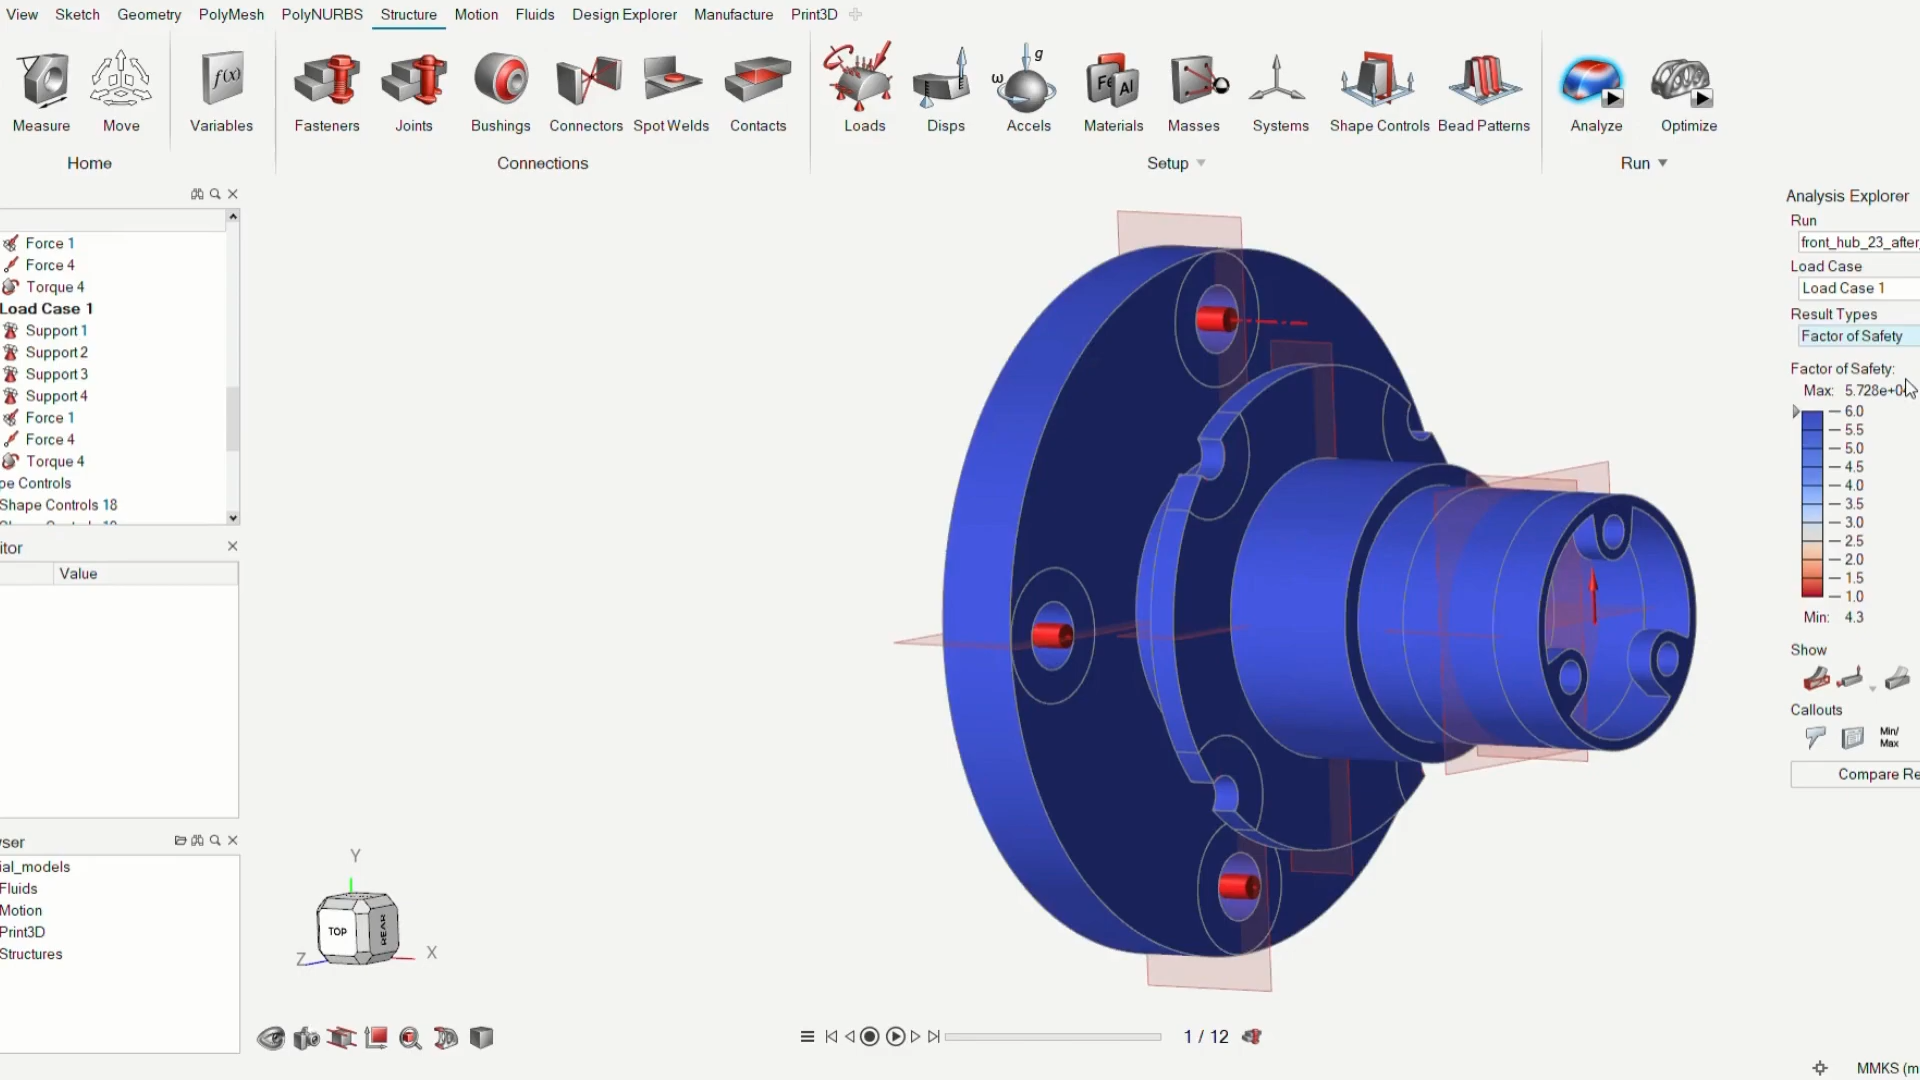 View Sketch Geometry PolyMesh PolyNURBS Structure Motion Fluids Design Explorer Manufacture Print3D
f(x) Fe Al ω g
Measure Move Variables Fasteners Joints Bushings Connectors Spot Welds Contacts Loads Disps Accels Materials Masses Systems Shape Controls Bead Patterns Analyze Optimize
Home Connections Setup Run
Force 1
Force 4
Torque 4
Load Case 1
Support 1
Support 2
Support 3
Support 4
Force 1
Force 4
Torque 4
pe Controls
Shape Controls 18
itor
Value
ser
ial_models
Fluids
Motion
Print3D
Structures
Y
TOP REAR
Z X
1 / 12
Analysis Explorer
Run
front_hub_23_after
Load Case
Load Case 1
Result Types
Factor of Safety
Factor of Safety:
Max: 5.728e+0
6.0
5.5
5.0
4.5
4.0
3.5
3.0
2.5
2.0
1.5
1.0
Min: 4.3
Show
Callouts
Min/
Max
Compare Re
MMKS (m